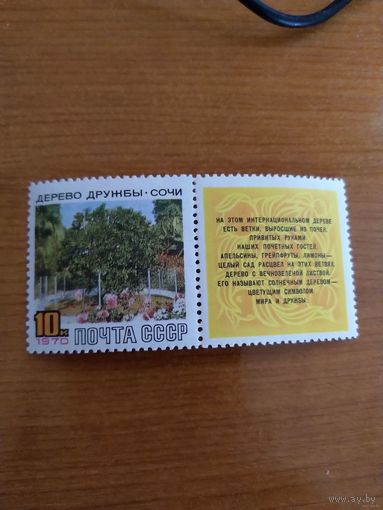 ДЕРЕВО ДРУЖБЫ · СОЧИ
10к
1970
ПОЧТА СССР
НА ЭТОМ ИНТЕРНАЦИОНАЛЬНОМ ДЕРЕВЕ
ЕСТЬ ВЕТКИ, ВЫРОСШИЕ ИЗ ПОЧЕК,
ПРИВИТЫХ РУКАМИ
НАШИХ ПОЧЕТНЫХ ГОСТЕЙ.
АПЕЛЬСИНЫ, ГРЕЙПФРУТЫ, ЛИМОНЫ—
ЦЕЛЫЙ САД РАСЦВЕЛ НА ЭТИХ ВЕТВЯХ.
ДЕРЕВО С ВЕЧНОЗЕЛЕНОЙ ЛИСТВОЙ,
ЕГО НАЗЫВАЮТ СОЛНЕЧНЫМ ДЕРЕВОМ—
ЦВЕТУЩИМ СИМВОЛОМ
МИРА И ДРУЖБЫ.
www.ay.by